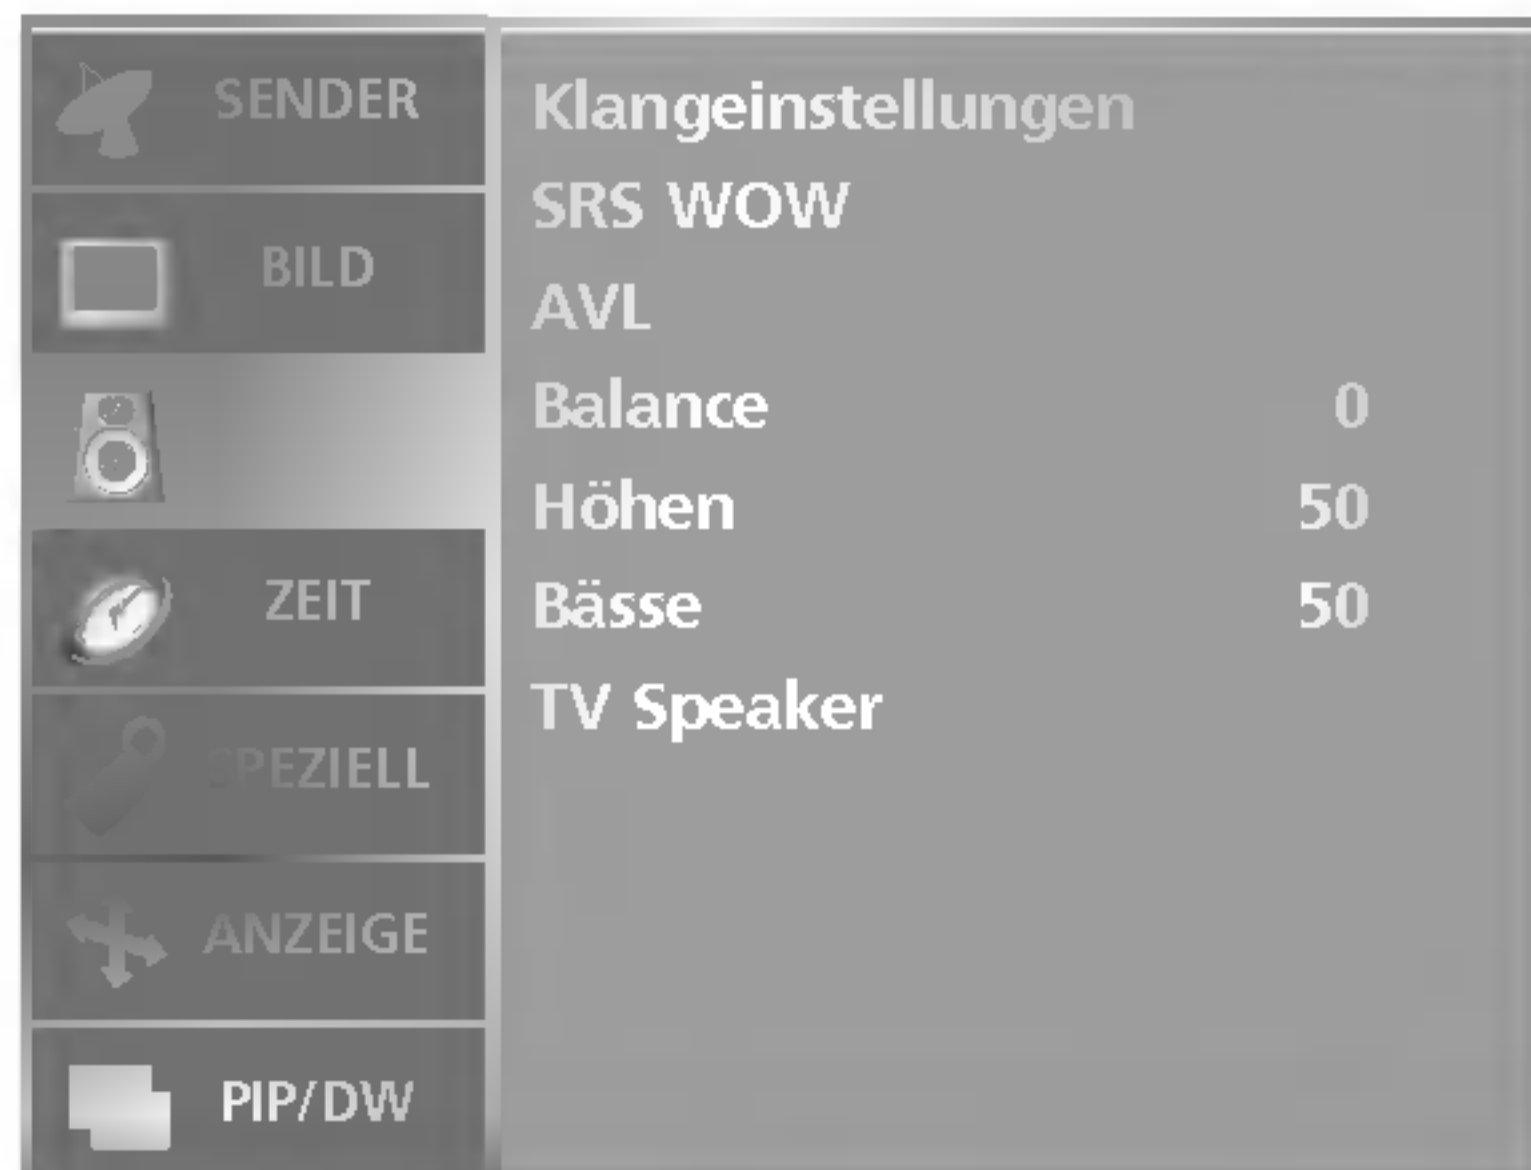 SENDER
BILD
ZEIT
SPEZIELL
ANZEIGE
PIP/DW
Klangeinstellungen
SRS WOW
AVL
Balance 0
Höhen 50
Bässe 50
TV Speaker